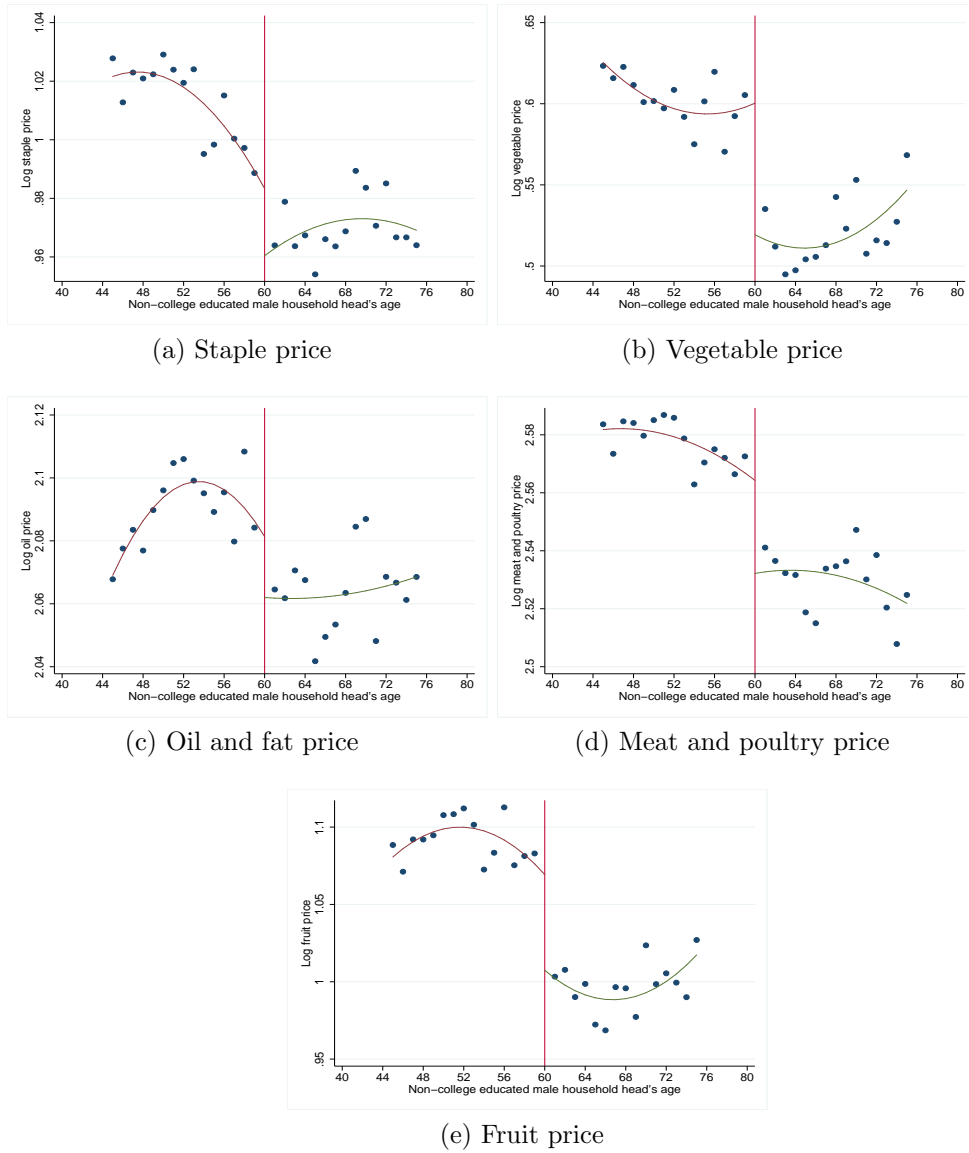 Log staple price
1.04
1.02
1
.98
.96
40 44 48 52 56 60 64 68 72 76 80
Non−college educated male household head's age
(a) Staple price
Log vegetable price
.65
.6
.55
.5
40 44 48 52 56 60 64 68 72 76 80
Non−college educated male household head's age
(b) Vegetable price
Log oil price
2.12
2.1
2.08
2.06
2.04
40 44 48 52 56 60 64 68 72 76 80
Non−college educated male household head's age
(c) Oil and fat price
Log meat and poultry price
2.58
2.56
2.54
2.52
2.5
40 44 48 52 56 60 64 68 72 76 80
Non−college educated male household head's age
(d) Meat and poultry price
Log fruit price
1.1
1.05
1
.95
40 44 48 52 56 60 64 68 72 76 80
Non−college educated male household head's age
(e) Fruit price